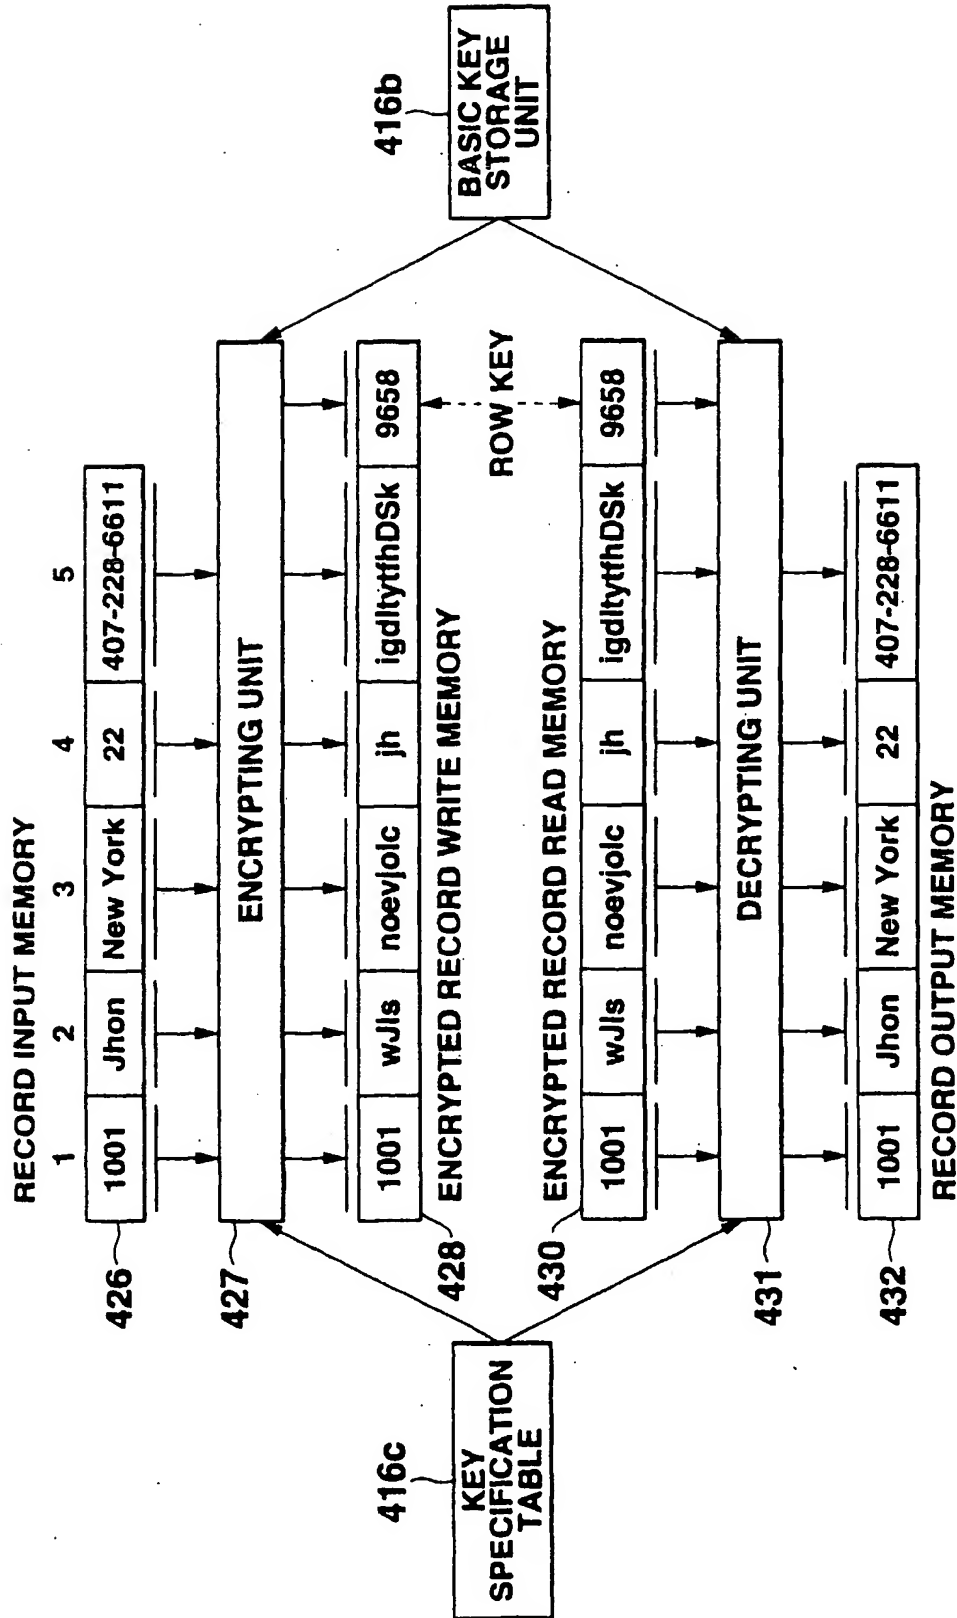 RECORD INPUT MEMORY
1 2 3 4 5
426
1001 Jhon New York 22 407-228-6611
427
ENCRYPTING UNIT
428
1001 wJls noevjolc jh igdltytfhDSk 9658
ENCRYPTED RECORD WRITE MEMORY
416c
KEY
SPECIFICATION
TABLE
ROW KEY
416b
BASIC KEY
STORAGE
UNIT
ENCRYPTED RECORD READ MEMORY
430
1001 wJls noevjolc jh igdltytfhDSk 9658
431
DECRYPTING UNIT
432
1001 Jhon New York 22 407-228-6611
RECORD OUTPUT MEMORY